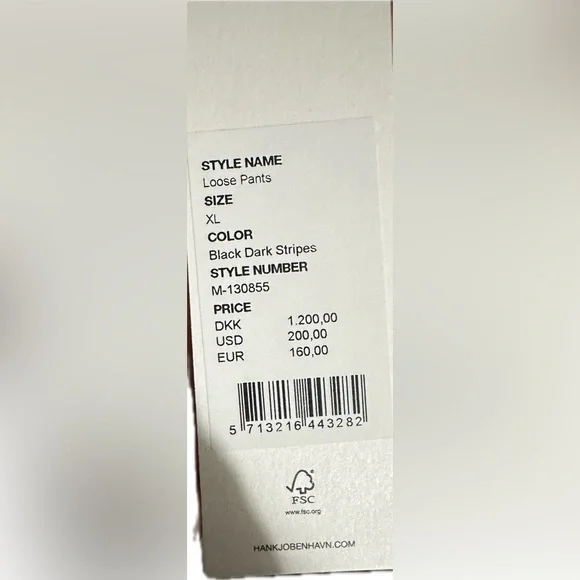 STYLE NAME
Loose Pants
SIZE
XL
COLOR
Black Dark Stripes
STYLE NUMBER
M-130855
PRICE
DKK 1.200,00
USD 200,00
EUR 160,00
5 713216 443282
FSC
www.fsc.org
HANKJOBENHAVN.COM